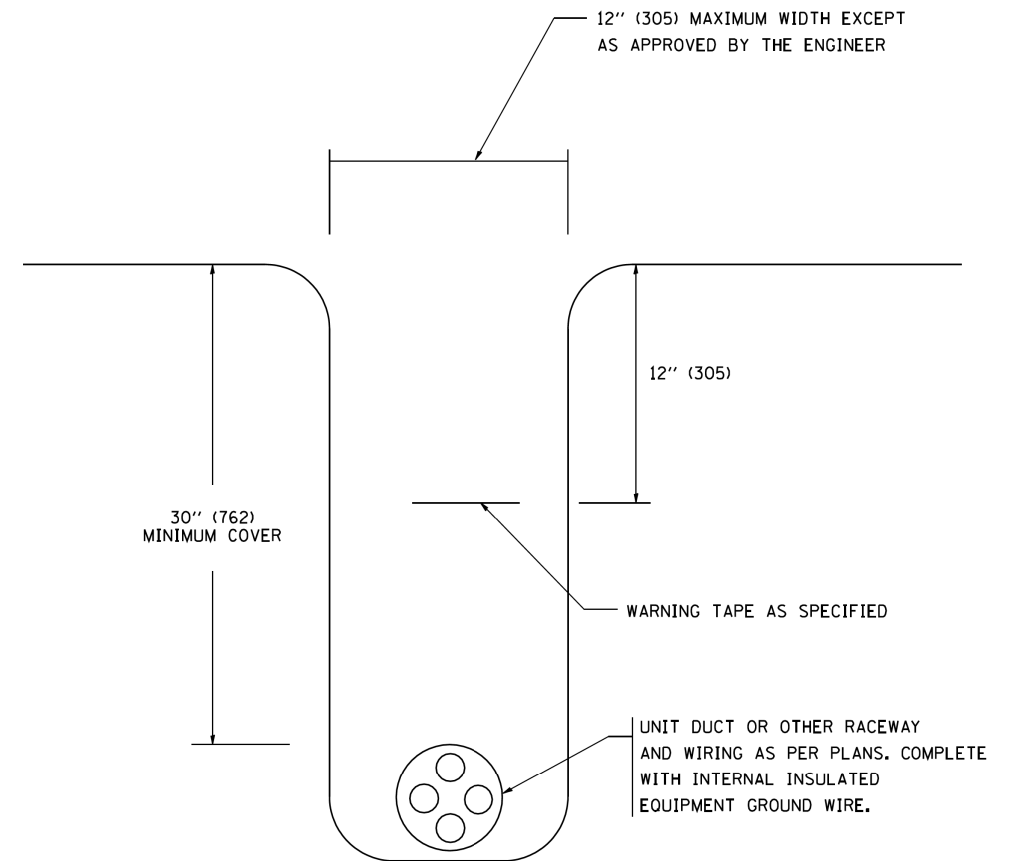 12'' (305) MAXIMUM WIDTH EXCEPT
AS APPROVED BY THE ENGINEER
12'' (305)
30'' (762)
MINIMUM COVER
WARNING TAPE AS SPECIFIED
UNIT DUCT OR OTHER RACEWAY
AND WIRING AS PER PLANS. COMPLETE
WITH INTERNAL INSULATED
EQUIPMENT GROUND WIRE.